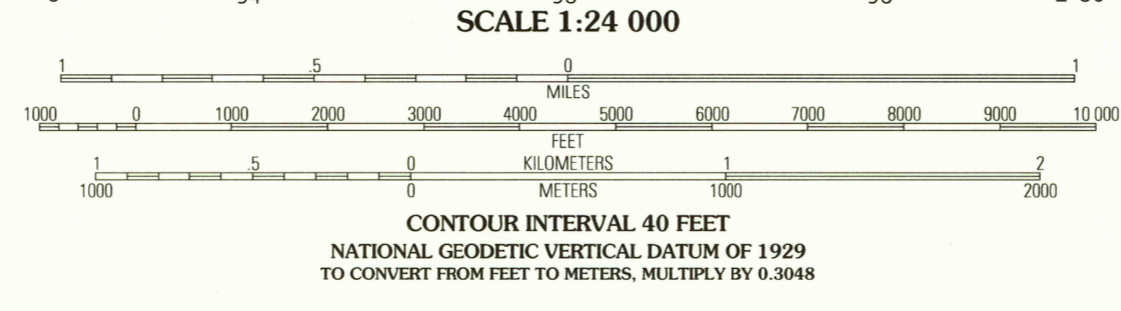 SCALE 1:24 000
1 .5 0 1
MILES
1000 0 1000 2000 3000 4000 5000 6000 7000 8000 9000 10 000
FEET
1 .5 0 KILOMETERS 1 2
1000 0 METERS 1000 2000
CONTOUR INTERVAL 40 FEET
NATIONAL GEODETIC VERTICAL DATUM OF 1929
TO CONVERT FROM FEET TO METERS, MULTIPLY BY 0.3048